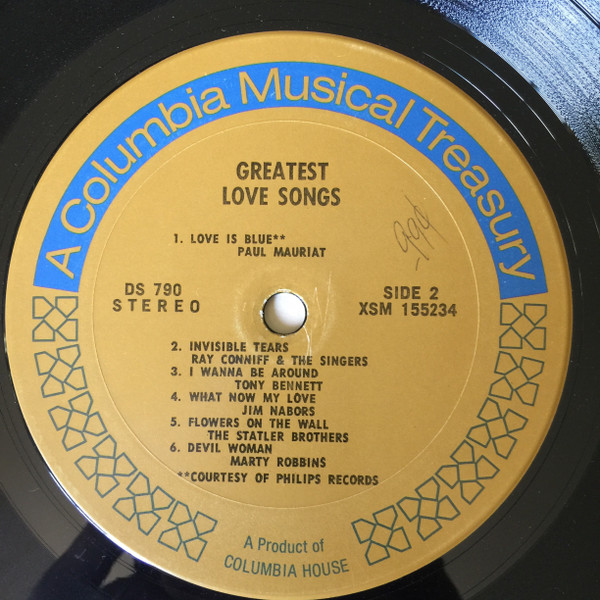 A Columbia Musical Treasury
GREATEST
LOVE SONGS
1. LOVE IS BLUE**
PAUL MAURIAT
DS 790
STEREO
SIDE 2
XSM 155234
2. INVISIBLE TEARS
RAY CONNIFF & THE SINGERS
3. I WANNA BE AROUND
TONY BENNETT
4. WHAT NOW MY LOVE
JIM NABORS
5. FLOWERS ON THE WALL
THE STATLER BROTHERS
6. DEVIL WOMAN
MARTY ROBBINS
**COURTESY OF PHILIPS RECORDS
A Product of
COLUMBIA HOUSE